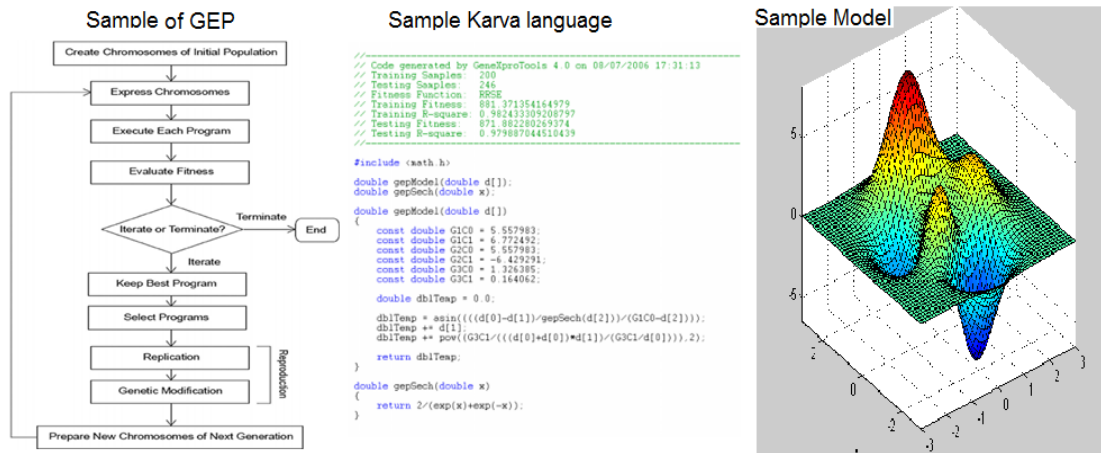 Sample of GEP
Create Chromosomes of Initial Population
Express Chromosomes
Execute Each Program
Evaluate Fitness
Iterate or Terminate?
Terminate
End
Iterate
Keep Best Program
Select Programs
Replication
Genetic Modification
Reproduction
Prepare New Chromosomes of Next Generation
Sample Karva language
//
// Code generated by GeneXproTools 4.0 on 08/07/2006 17:31:13
// Training Samples: 200
// Testing Samples: 246
// Fitness Function: RRSE
// Training Fitness: 881.371354164979
// Training R-square: 0.982433309208797
// Testing Fitness: 871.882280269374
// Testing R-square: 0.979887044510439
//
#include <math.h>
double gepModel(double d[]);
double gepSech(double x);
double gepModel(double d[])
{
const double G1C0 = 5.557983;
const double G1C1 = 6.772492;
const double G2C0 = 5.557983;
const double G2C1 = -6.429291;
const double G3C0 = 1.326385;
const double G3C1 = 0.164062;
double dblTemp = 0.0;
dblTemp = asin((((d[0]-d[1])/gepSech(d[2]))/(G1C0-d[2])));
dblTemp += d[1];
dblTemp += pow((G3C1/(((d[0]+d[0])*d[1])/(G3C1/d[0]))),2);
return dblTemp;
}
double gepSech(double x)
{
return 2/(exp(x)+exp(-x));
}
Sample Model
5
0
-5
2
0
-2
-3
-2
-1
0
1
2
3